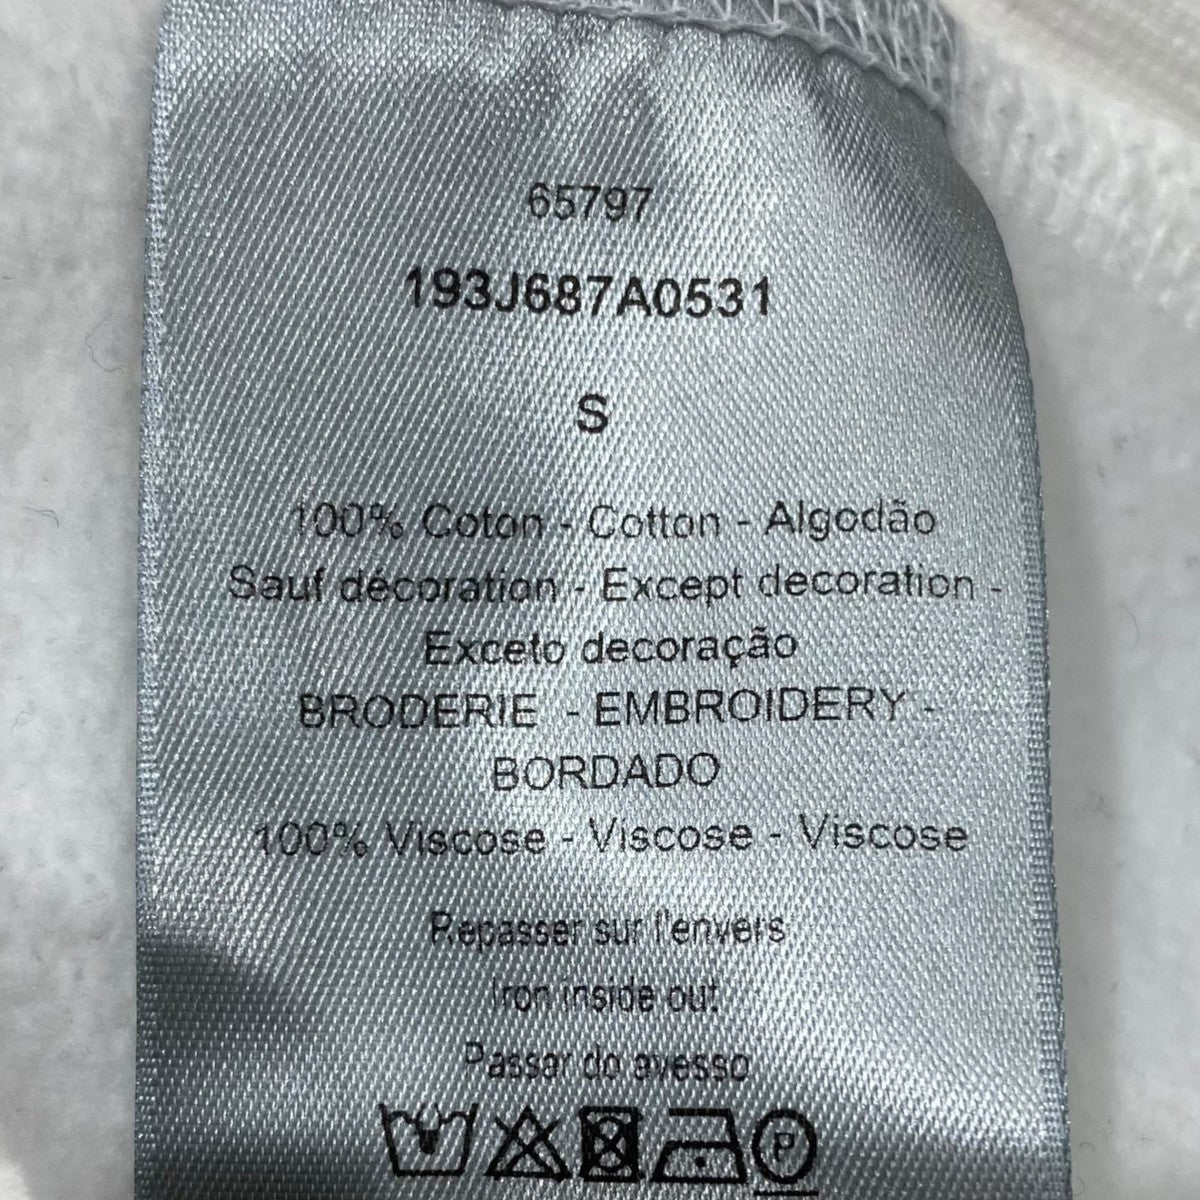 65797
193J687A0531
S
100% Coton - Cotton - Algodão
Sauf décoration - Except decoration -
Exceto decoração
BRODERIE - EMBROIDERY -
BORDADO
100% Viscose - Viscose - Viscose
Repasser sur l'envers
Iron inside out
Passar do avesso
P